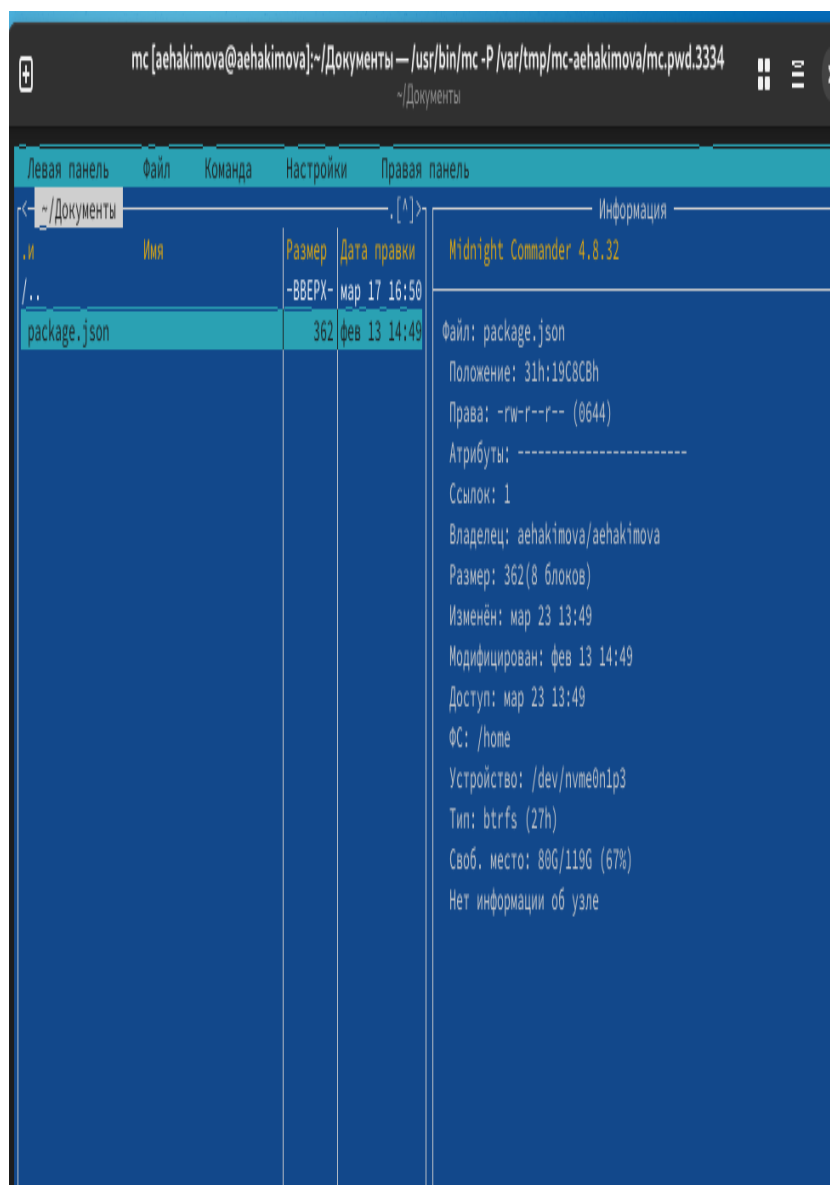 mc [aehakimova@aehakimova]:~/Документы — /usr/bin/mc -P /var/tmp/mc-aehakimova/mc.pwd.3334
~/Документы
Левая панель Файл Команда Настройки Правая панель
<- ~/Документы .[^]>
.и Имя Размер Дата правки
/.. -ВВЕРХ- мар 17 16:50
package.json 362 фев 13 14:49
Информация
Midnight Commander 4.8.32
Файл: package.json
Положение: 31h:19C8CBh
Права: -rw-r--r-- (0644)
Атрибуты: -------------------------
Ссылок: 1
Владелец: aehakimova/aehakimova
Размер: 362(8 блоков)
Изменён: мар 23 13:49
Модифицирован: фев 13 14:49
Доступ: мар 23 13:49
ФС: /home
Устройство: /dev/nvme0n1p3
Тип: btrfs (27h)
Своб. место: 80G/119G (67%)
Нет информации об узле